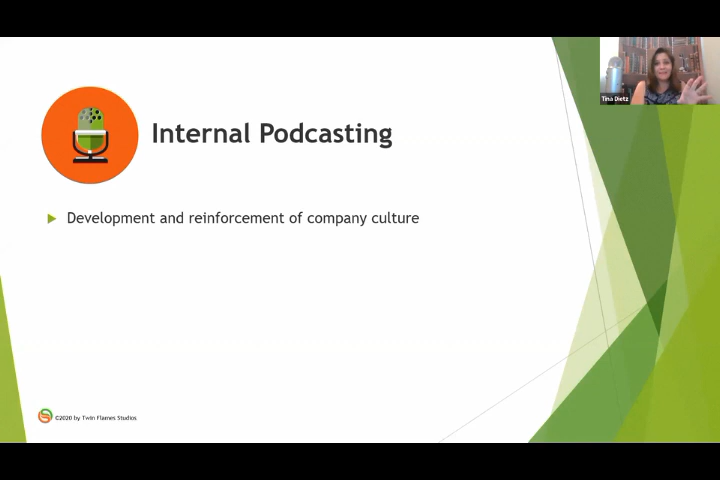 Tina Dietz
Internal Podcasting
Development and reinforcement of company culture
©2020 by Twin Flames Studios